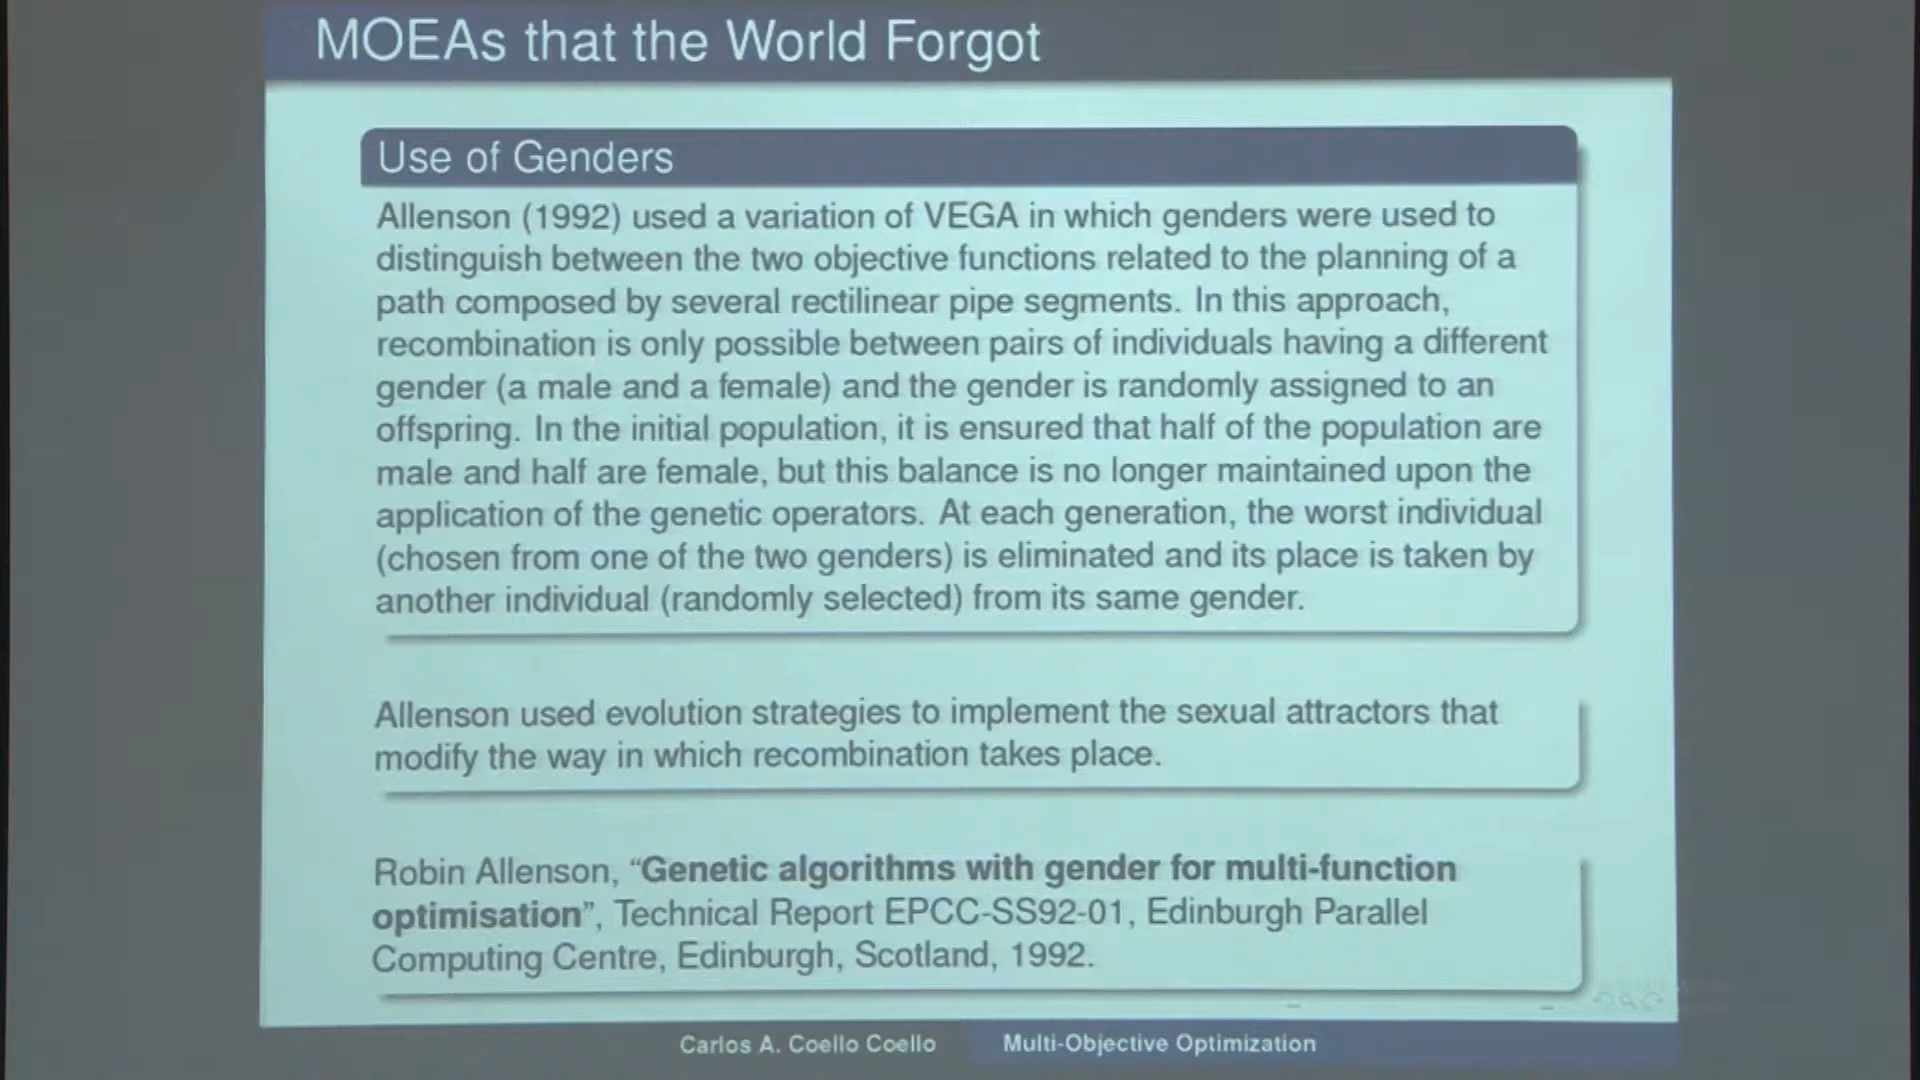 MOEAs that the World Forgot
Use of Genders
Allenson (1992) used a variation of VEGA in which genders were used to
distinguish between the two objective functions related to the planning of a
path composed by several rectilinear pipe segments. In this approach,
recombination is only possible between pairs of individuals having a different
gender (a male and a female) and the gender is randomly assigned to an
offspring. In the initial population, it is ensured that half of the population are
male and half are female, but this balance is no longer maintained upon the
application of the genetic operators. At each generation, the worst individual
(chosen from one of the two genders) is eliminated and its place is taken by
another individual (randomly selected) from its same gender.
Allenson used evolution strategies to implement the sexual attractors that
modify the way in which recombination takes place.
Robin Allenson, “Genetic algorithms with gender for multi-function
optimisation”, Technical Report EPCC-SS92-01, Edinburgh Parallel
Computing Centre, Edinburgh, Scotland, 1992.
Carlos A. Coello Coello Multi-Objective Optimization